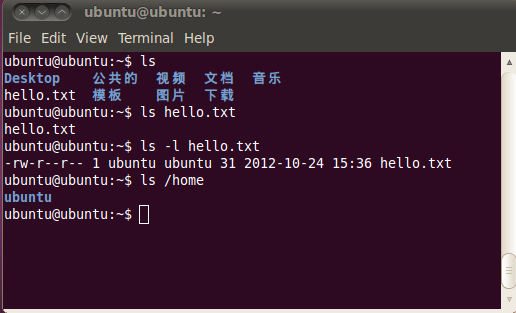 ubuntu@ubuntu: ~
File Edit View Terminal Help
ubuntu@ubuntu:~$ ls
Desktop 公共的 视频 文档 音乐
hello.txt 模板 图片 下载
ubuntu@ubuntu:~$ ls hello.txt
hello.txt
ubuntu@ubuntu:~$ ls -l hello.txt
-rw-r--r-- 1 ubuntu ubuntu 31 2012-10-24 15:36 hello.txt
ubuntu@ubuntu:~$ ls /home
ubuntu
ubuntu@ubuntu:~$